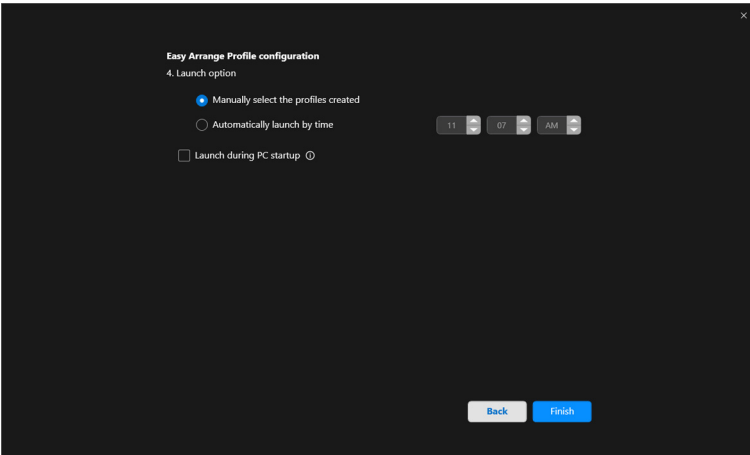 Easy Arrange Profile configuration
4. Launch option
Manually select the profiles created
Automatically launch by time 11 07 AM
Launch during PC startup
Back Finish